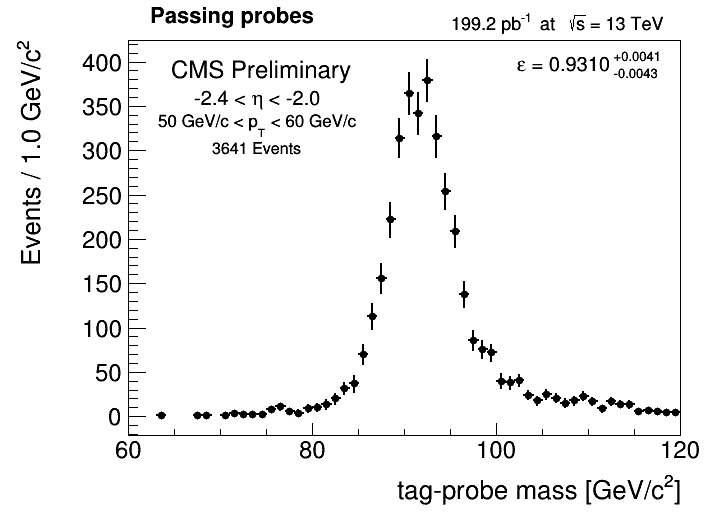 Passing probes
199.2 pb⁻¹ at √s = 13 TeV
CMS Preliminary
-2.4 < η < -2.0
50 GeV/c < p_T < 60 GeV/c
3641 Events
ε = 0.9310 +0.0041 -0.0043
Events / 1.0 GeV/c²
400
350
300
250
200
150
100
50
0
60 80 100 120
tag-probe mass [GeV/c²]